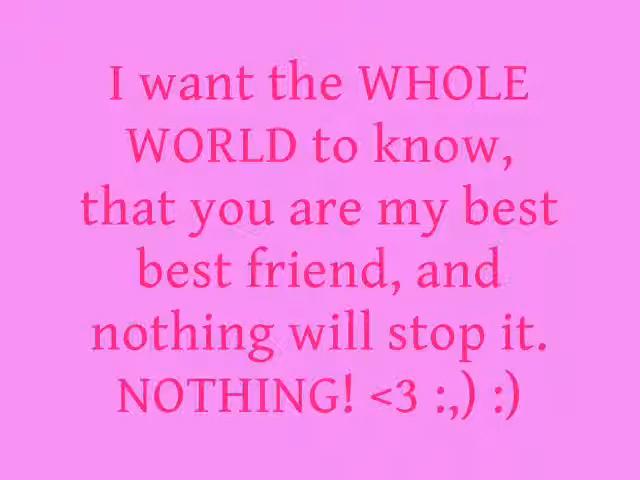 I want the WHOLE
WORLD to know,
that you are my best
best friend, and
nothing will stop it.
NOTHING! <3 :,) :)